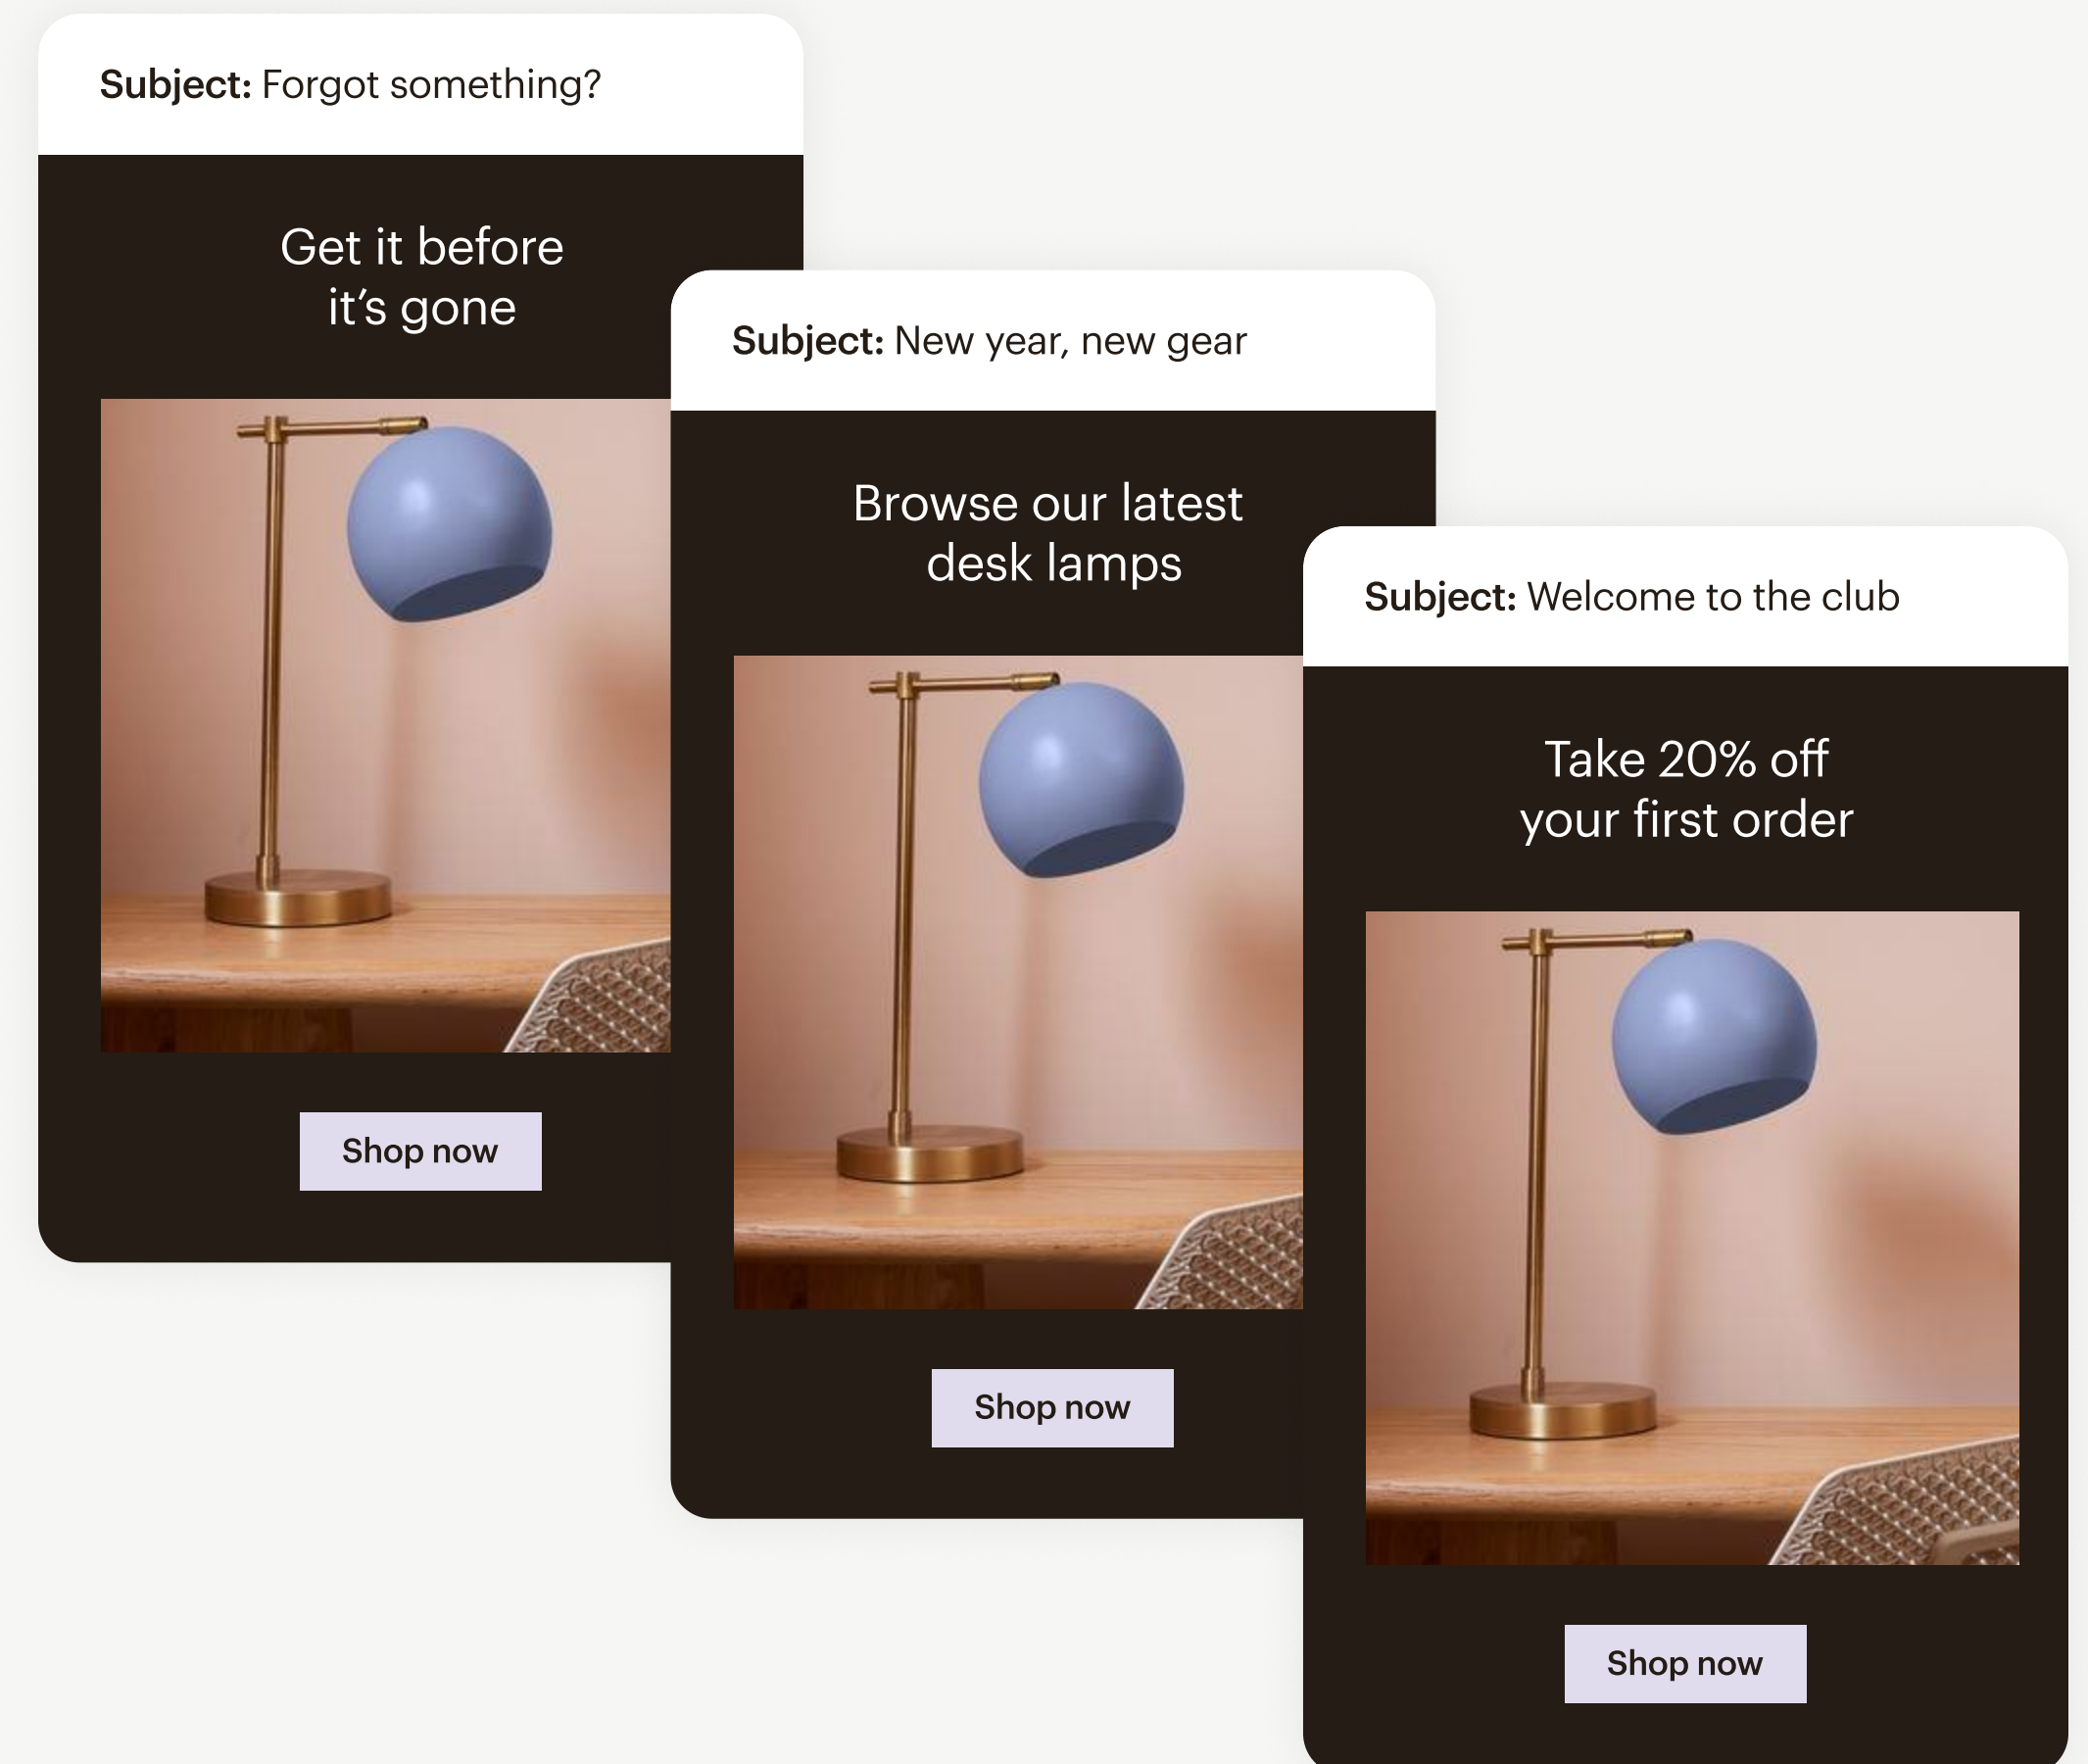 Subject: Forgot something?
Get it before
it’s gone
Shop now
Subject: New year, new gear
Browse our latest
desk lamps
Shop now
Subject: Welcome to the club
Take 20% off
your first order
Shop now